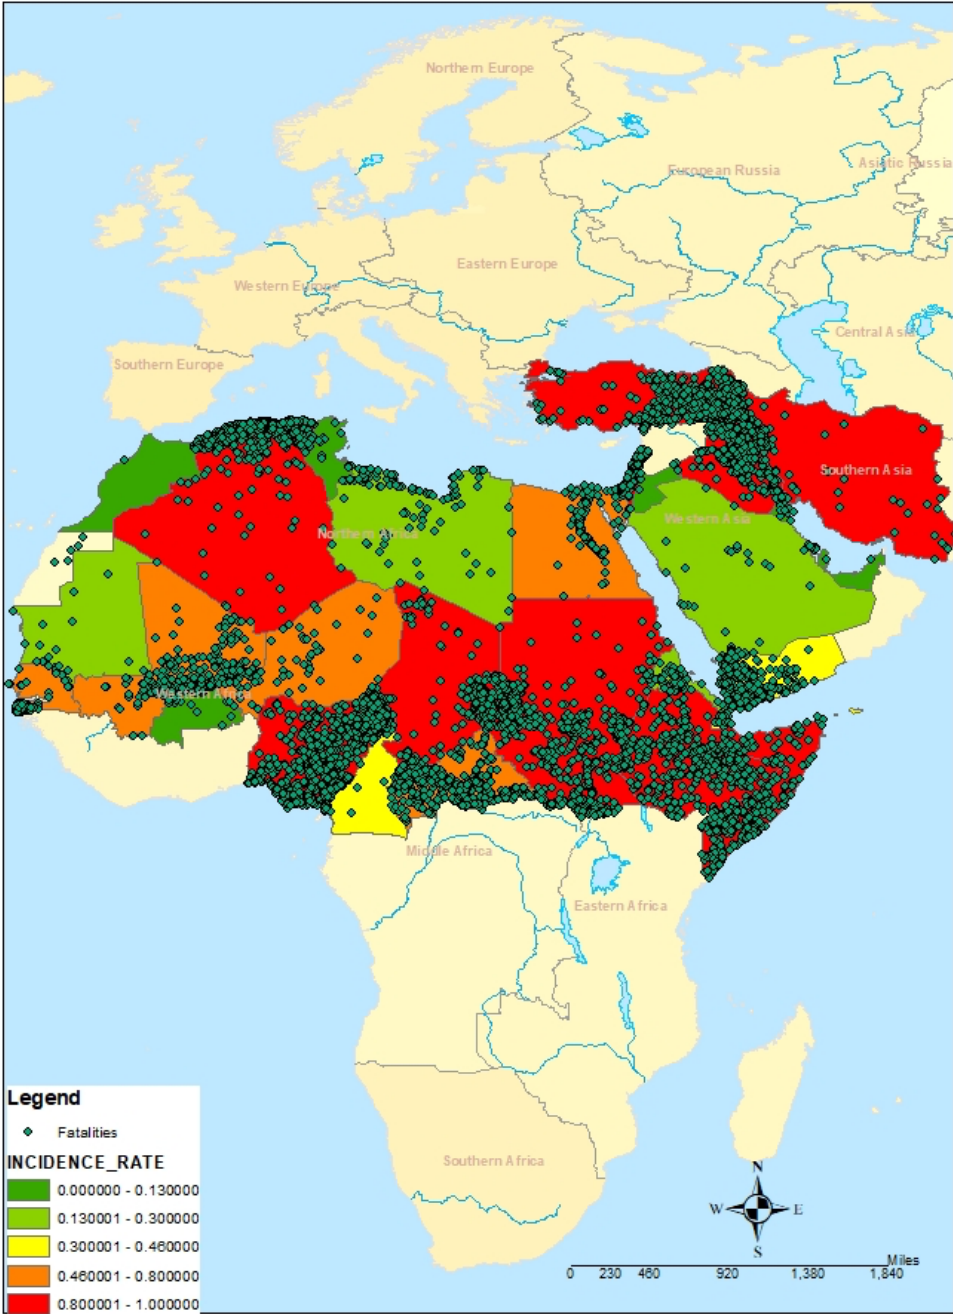 Northern Europe
Asiatic Russia
European Russia
Eastern Europe
Western Europe
Central Asia
Southern Europe
Southern Asia
Western Asia
Northern Africa
Western Africa
Middle Africa
Eastern Africa
Southern Africa
Legend
Fatalities
INCIDENCE_RATE
0.000000 - 0.130000
0.130001 - 0.300000
0.300001 - 0.460000
0.460001 - 0.800000
0.800001 - 1.000000
N
W E
S
Miles
0 230 460 920 1,380 1,840